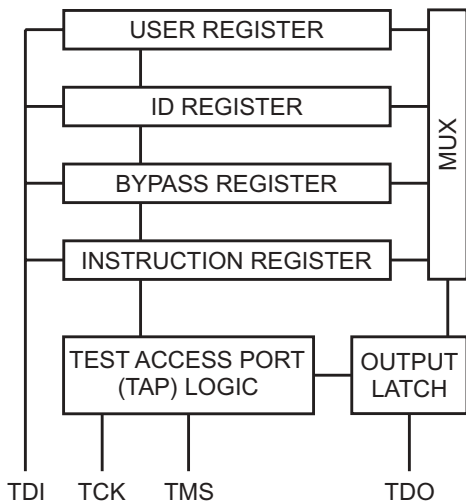 USER REGISTER
ID REGISTER
BYPASS REGISTER
INSTRUCTION REGISTER
MUX
TEST ACCESS PORT
(TAP) LOGIC
OUTPUT
LATCH
TDI
TCK
TMS
TDO